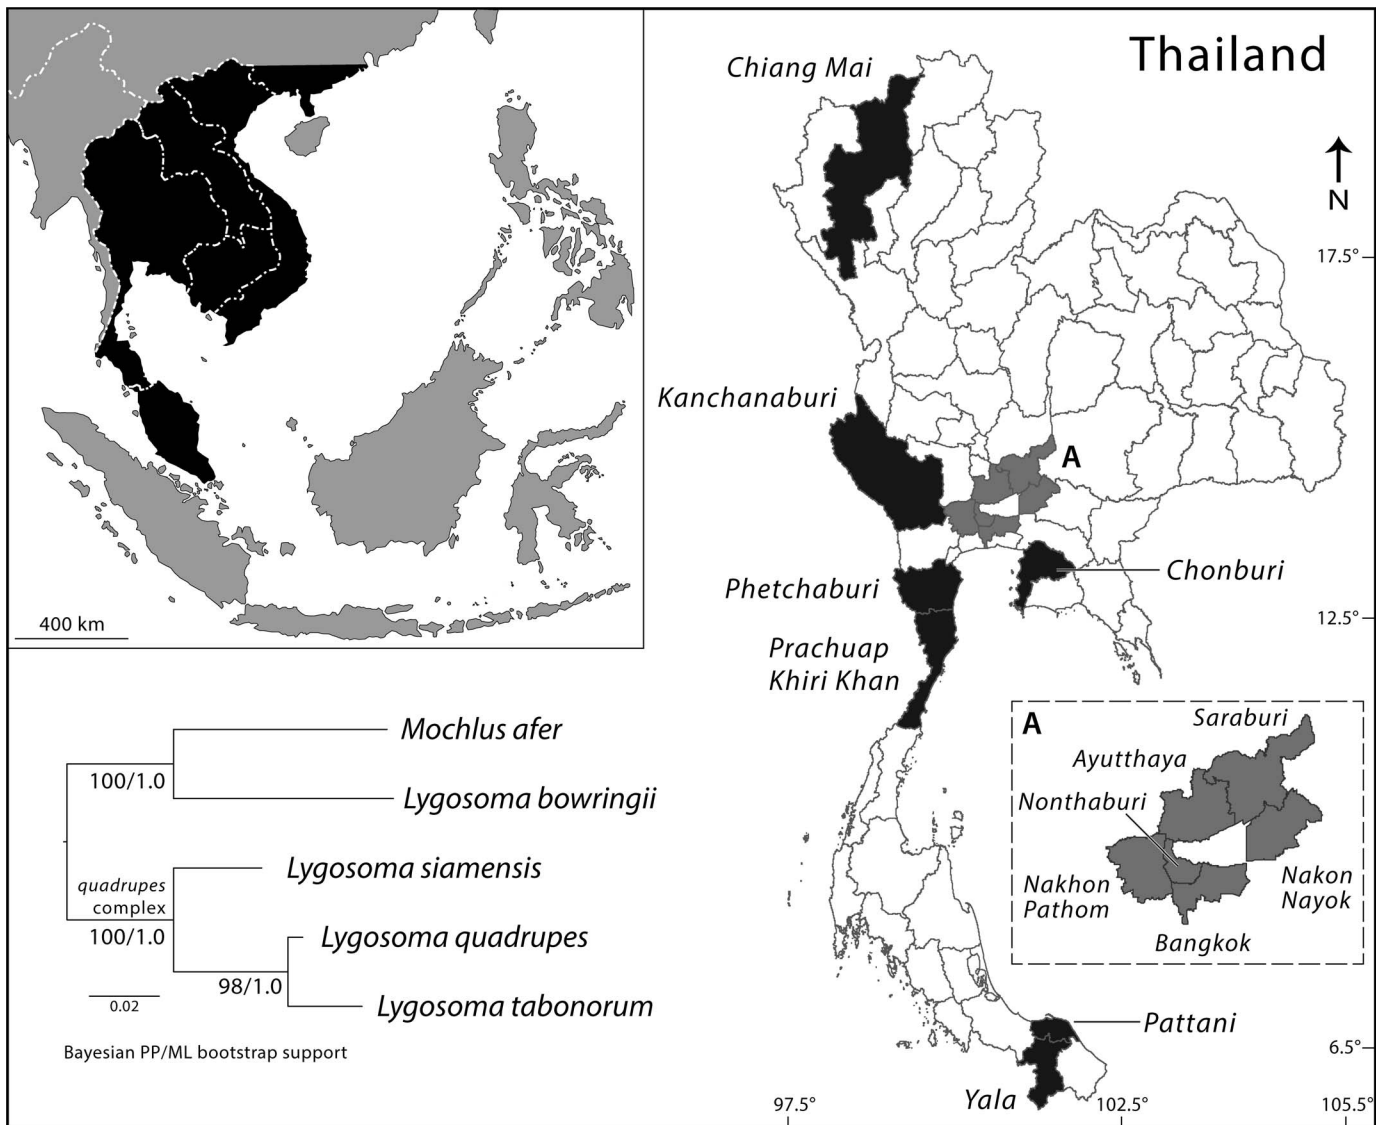 Thailand
Chiang Mai
N
17.5°
Kanchanaburi
A
Chonburi
Phetchaburi
12.5°
Prachuap
Khiri Khan
400 km
A
Saraburi
Ayutthaya
Nonthaburi
Nakhon
Pathom
Nakon
Nayok
Bangkok
Pattani
6.5°
Yala
97.5°
102.5°
105.5°
Mochlus afer
100/1.0
Lygosoma bowringii
Lygosoma siamensis
quadrupes
complex
100/1.0
Lygosoma quadrupes
98/1.0
Lygosoma tabonorum
0.02
Bayesian PP/ML bootstrap support